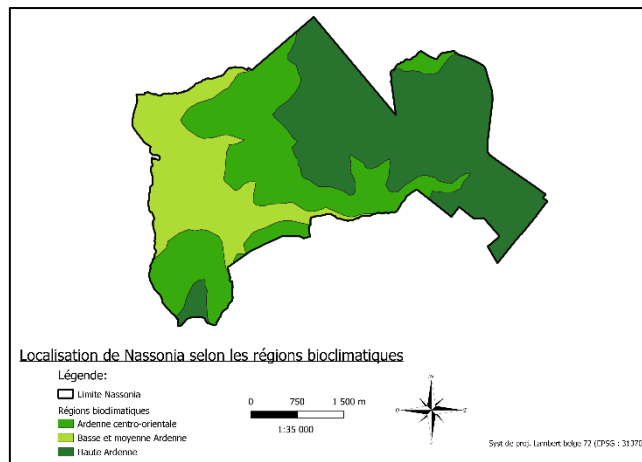 Localisation de Nassonia selon les régions bioclimatiques
Légende:
Limite Nassonia
Régions bioclimatiques
Ardenne centro-orientale
Basse et moyenne Ardenne
Haute Ardenne
0 750 1 500 m
1:35 000
Syst de proj. Lambert belge 72 (EPSG : 31370